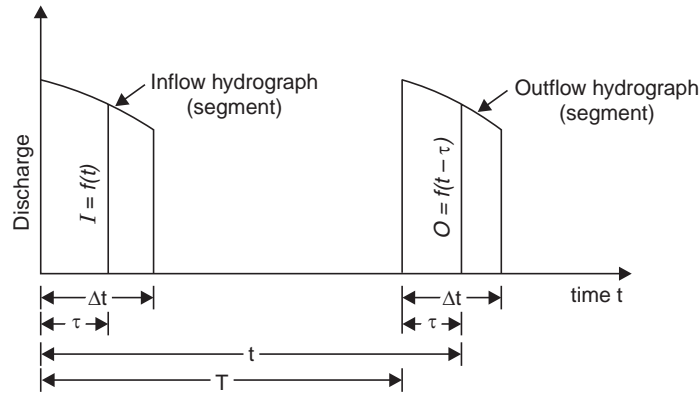 Inflow hydrograph
(segment)
Outflow hydrograph
(segment)
Discharge
I = f(t)
O = f(t – τ)
Δt
Δt
time t
τ
τ
t
T